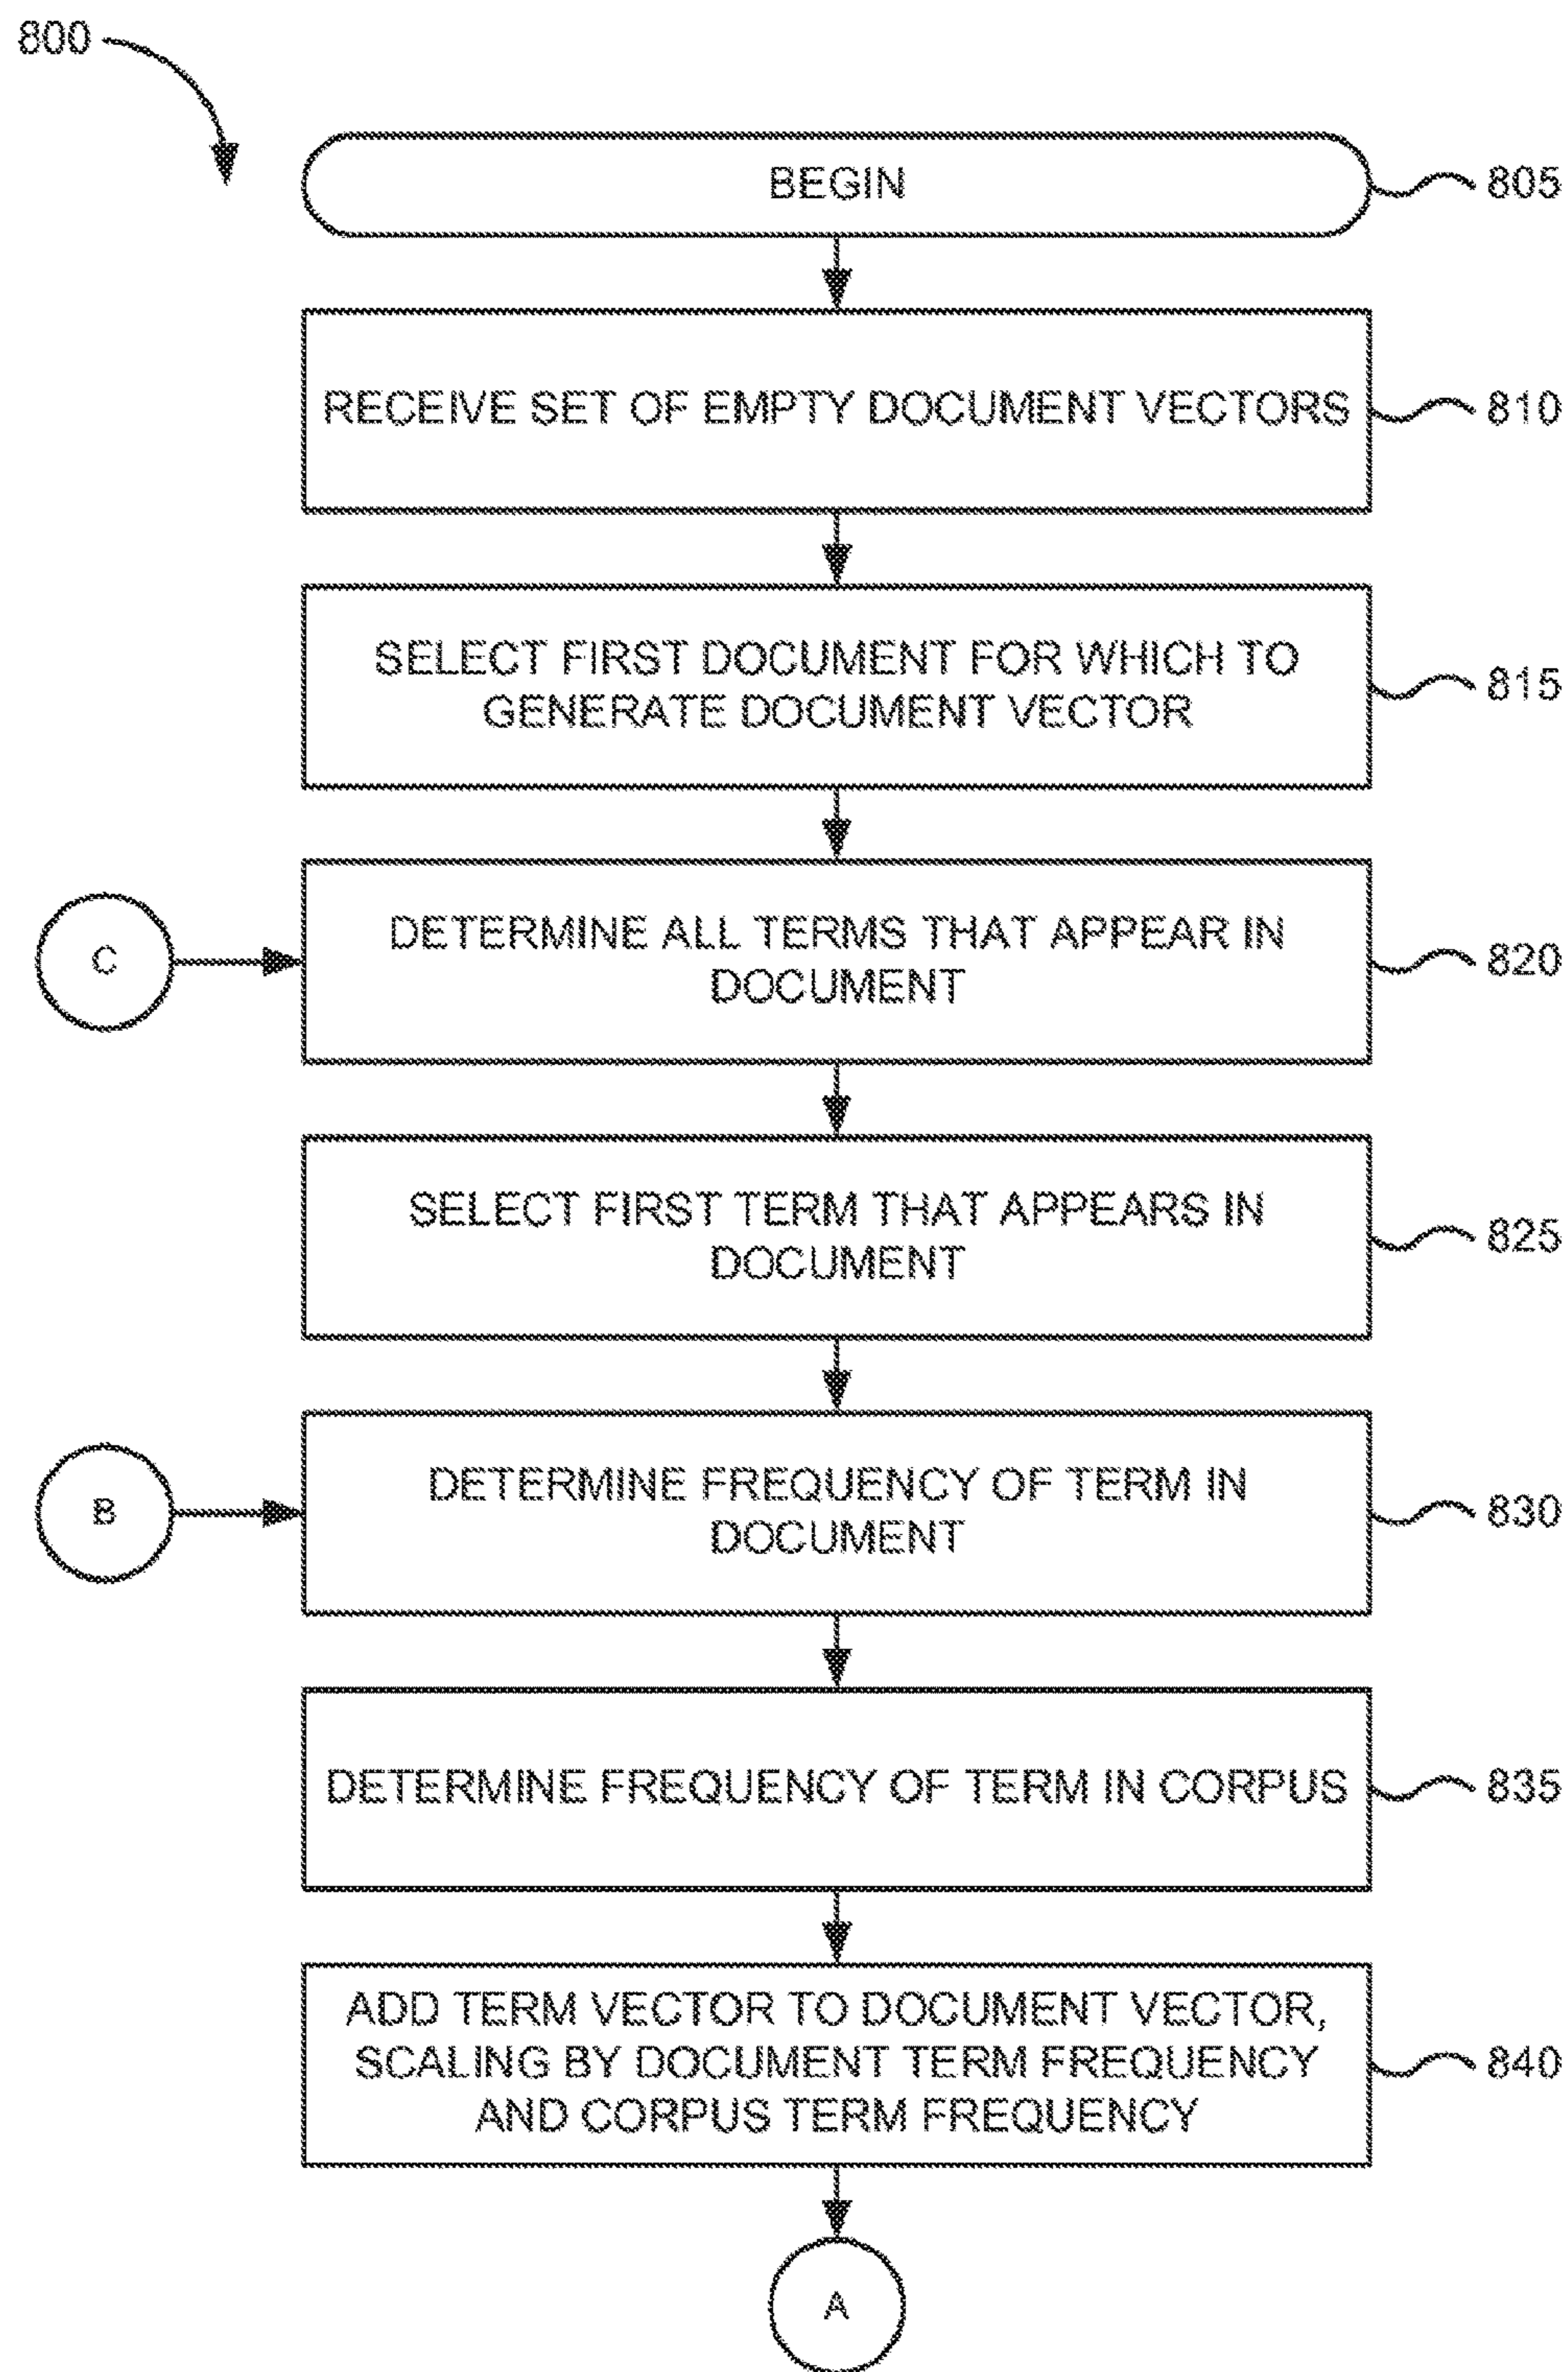 800
BEGIN
805
RECEIVE SET OF EMPTY DOCUMENT VECTORS
810
SELECT FIRST DOCUMENT FOR WHICH TO
GENERATE DOCUMENT VECTOR
815
C
DETERMINE ALL TERMS THAT APPEAR IN
DOCUMENT
820
SELECT FIRST TERM THAT APPEARS IN
DOCUMENT
825
B
DETERMINE FREQUENCY OF TERM IN
DOCUMENT
830
DETERMINE FREQUENCY OF TERM IN CORPUS
835
ADD TERM VECTOR TO DOCUMENT VECTOR,
SCALING BY DOCUMENT TERM FREQUENCY
AND CORPUS TERM FREQUENCY
840
A